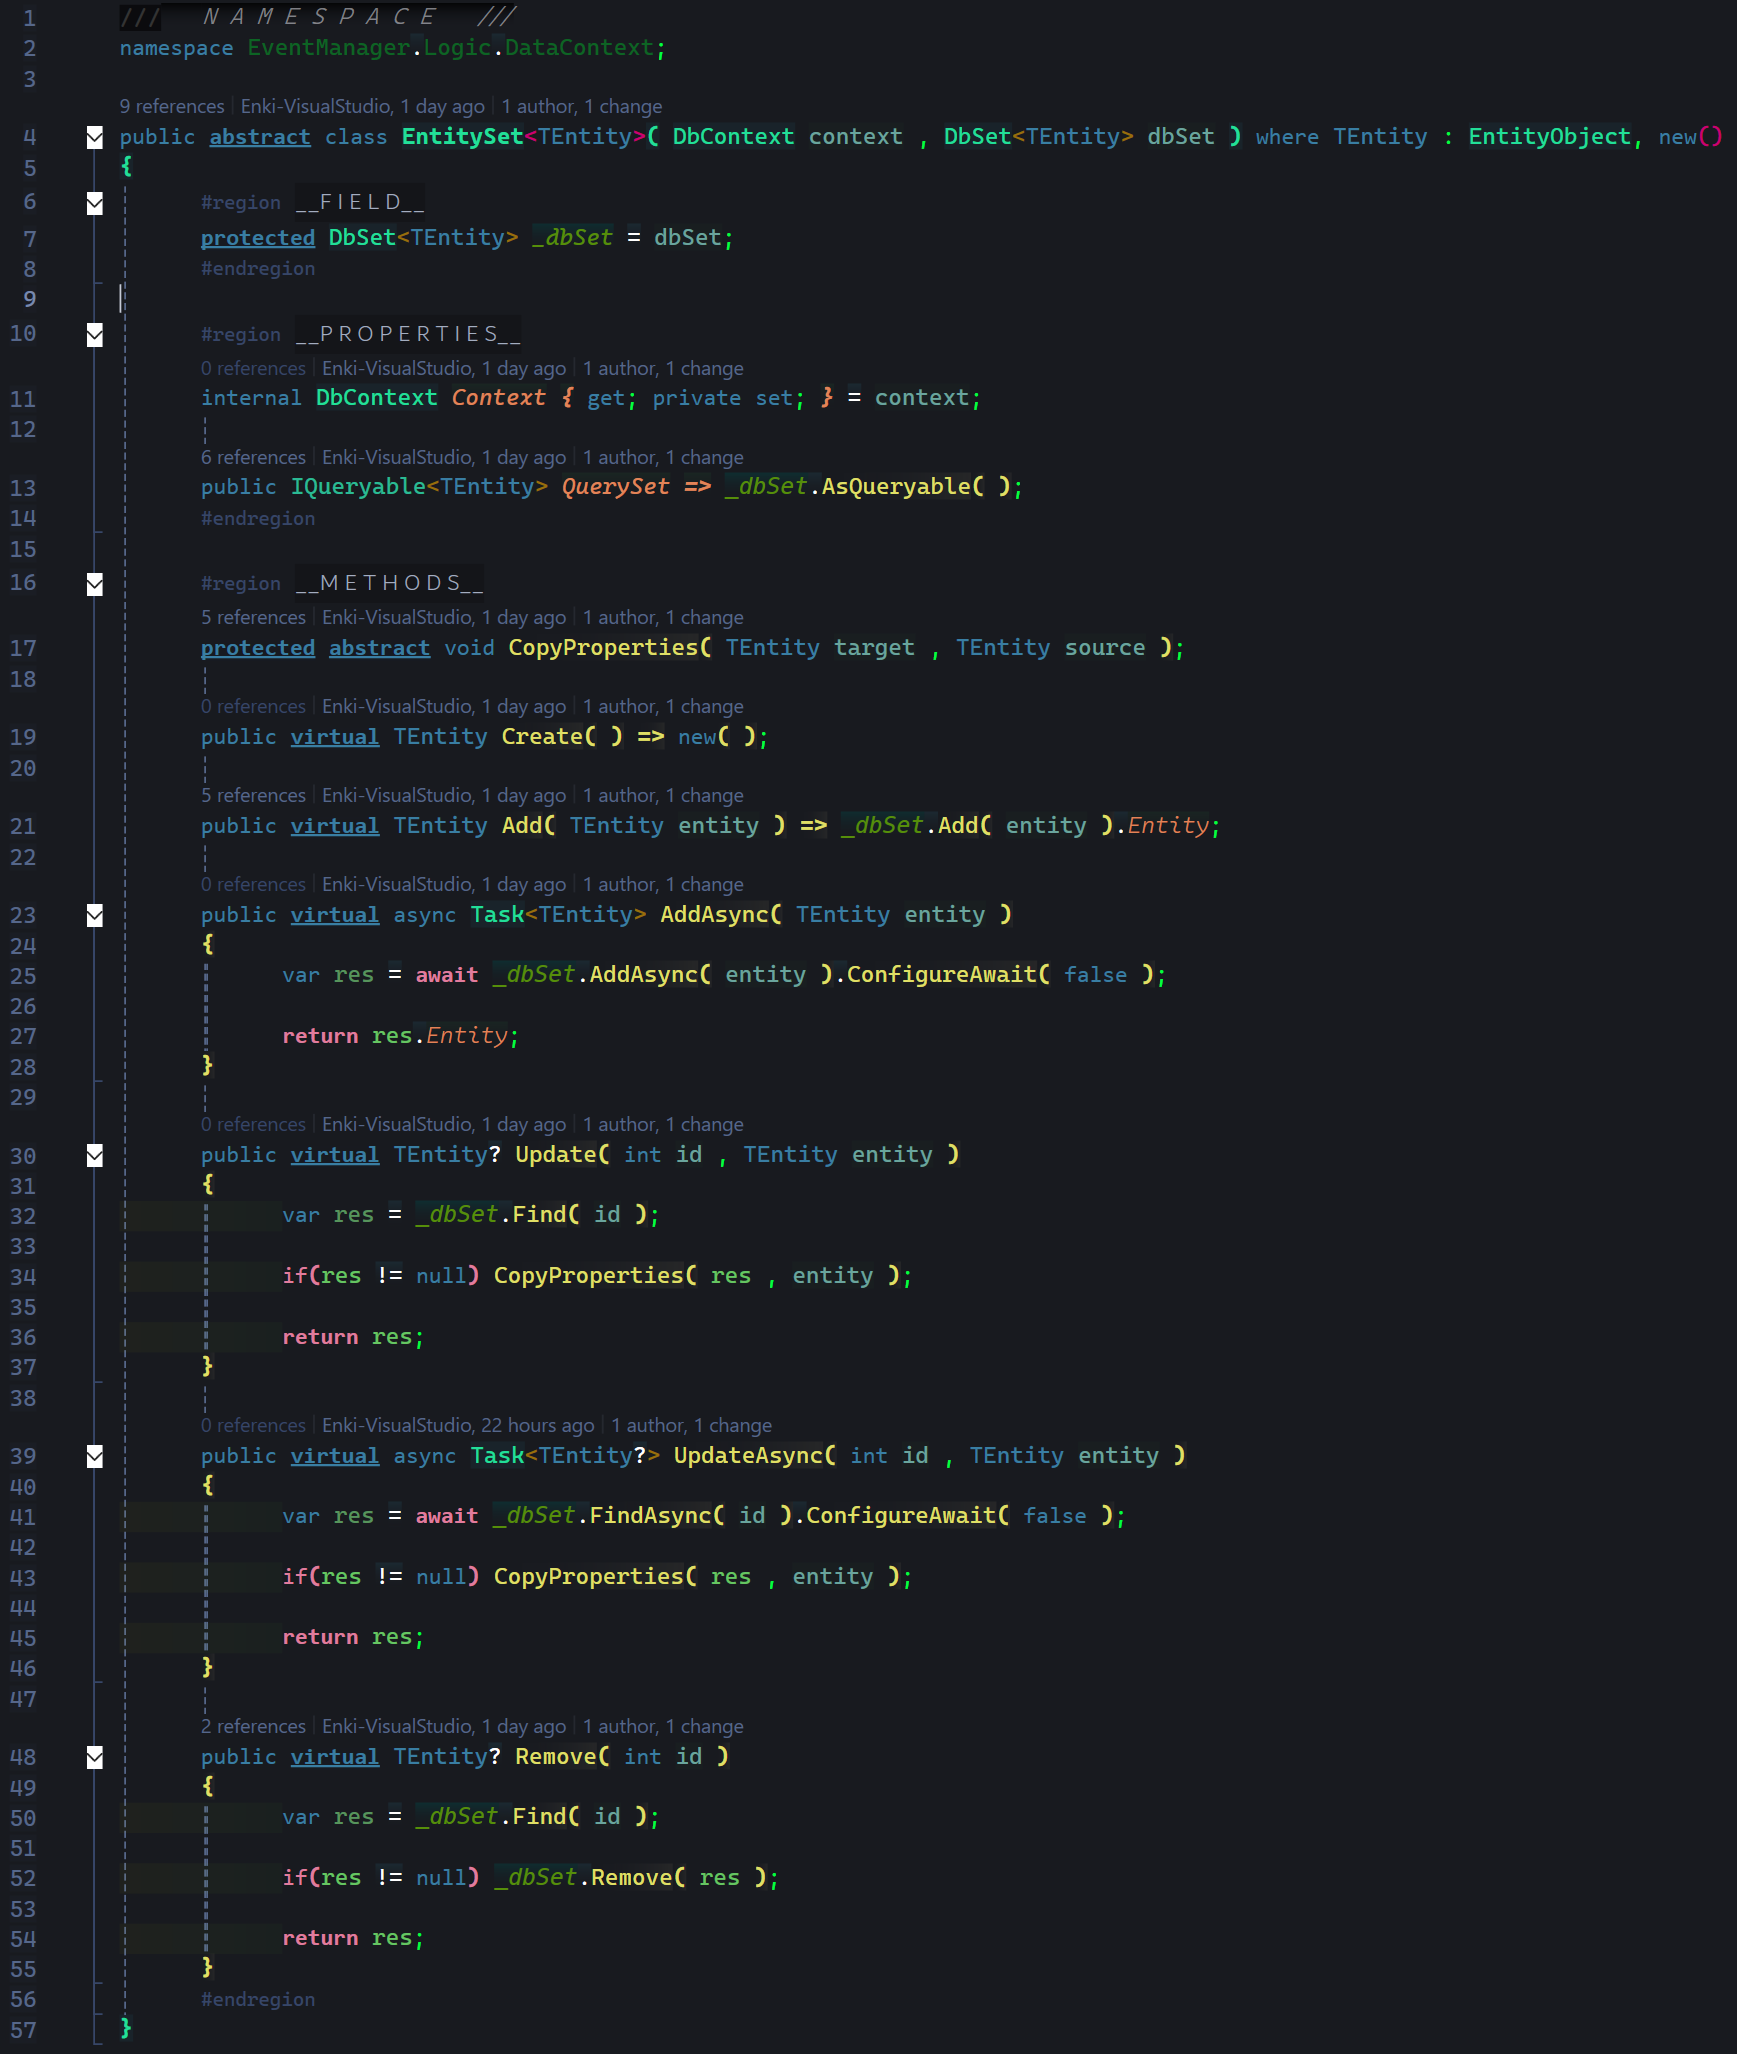 1 /// N A M E S P A C E ///
2 namespace EventManager.Logic.DataContext;
3
9 references | Enki-VisualStudio, 1 day ago | 1 author, 1 change
4 public abstract class EntitySet<TEntity>( DbContext context , DbSet<TEntity> dbSet ) where TEntity : EntityObject, new()
5 {
6 #region __F I E L D__
7 protected DbSet<TEntity> _dbSet = dbSet;
8 #endregion
9
10 #region __P R O P E R T I E S__
0 references | Enki-VisualStudio, 1 day ago | 1 author, 1 change
11 internal DbContext Context { get; private set; } = context;
12
6 references | Enki-VisualStudio, 1 day ago | 1 author, 1 change
13 public IQueryable<TEntity> QuerySet => _dbSet.AsQueryable( );
14 #endregion
15
16 #region __M E T H O D S__
5 references | Enki-VisualStudio, 1 day ago | 1 author, 1 change
17 protected abstract void CopyProperties( TEntity target , TEntity source );
18
0 references | Enki-VisualStudio, 1 day ago | 1 author, 1 change
19 public virtual TEntity Create( ) => new( );
20
5 references | Enki-VisualStudio, 1 day ago | 1 author, 1 change
21 public virtual TEntity Add( TEntity entity ) => _dbSet.Add( entity ).Entity;
22
0 references | Enki-VisualStudio, 1 day ago | 1 author, 1 change
23 public virtual async Task<TEntity> AddAsync( TEntity entity )
24 {
25 var res = await _dbSet.AddAsync( entity ).ConfigureAwait( false );
26
27 return res.Entity;
28 }
29
0 references | Enki-VisualStudio, 1 day ago | 1 author, 1 change
30 public virtual TEntity? Update( int id , TEntity entity )
31 {
32 var res = _dbSet.Find( id );
33
34 if(res != null) CopyProperties( res , entity );
35
36 return res;
37 }
38
0 references | Enki-VisualStudio, 22 hours ago | 1 author, 1 change
39 public virtual async Task<TEntity?> UpdateAsync( int id , TEntity entity )
40 {
41 var res = await _dbSet.FindAsync( id ).ConfigureAwait( false );
42
43 if(res != null) CopyProperties( res , entity );
44
45 return res;
46 }
47
2 references | Enki-VisualStudio, 1 day ago | 1 author, 1 change
48 public virtual TEntity? Remove( int id )
49 {
50 var res = _dbSet.Find( id );
51
52 if(res != null) _dbSet.Remove( res );
53
54 return res;
55 }
56 #endregion
57 }